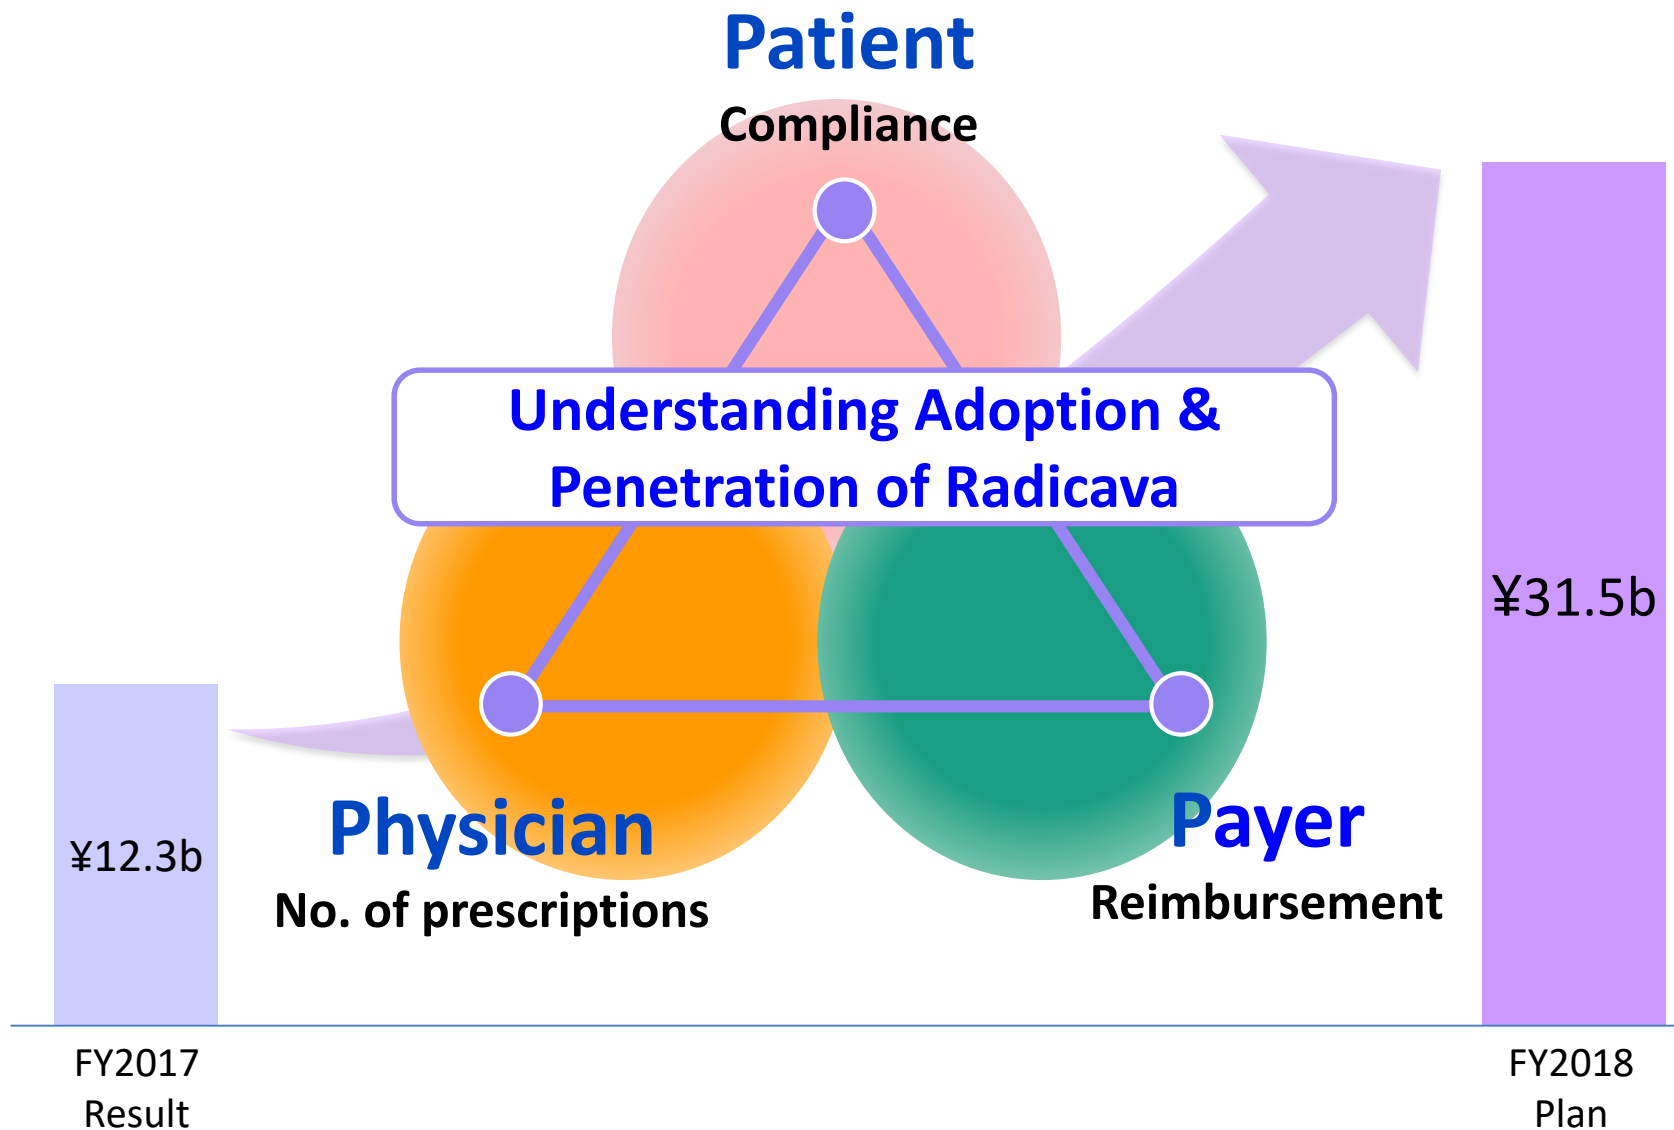 Patient
Compliance
Understanding Adoption &
Penetration of Radicava
¥31.5b
¥12.3b
Physician
No. of prescriptions
Payer
Reimbursement
FY2017
Result
FY2018
Plan